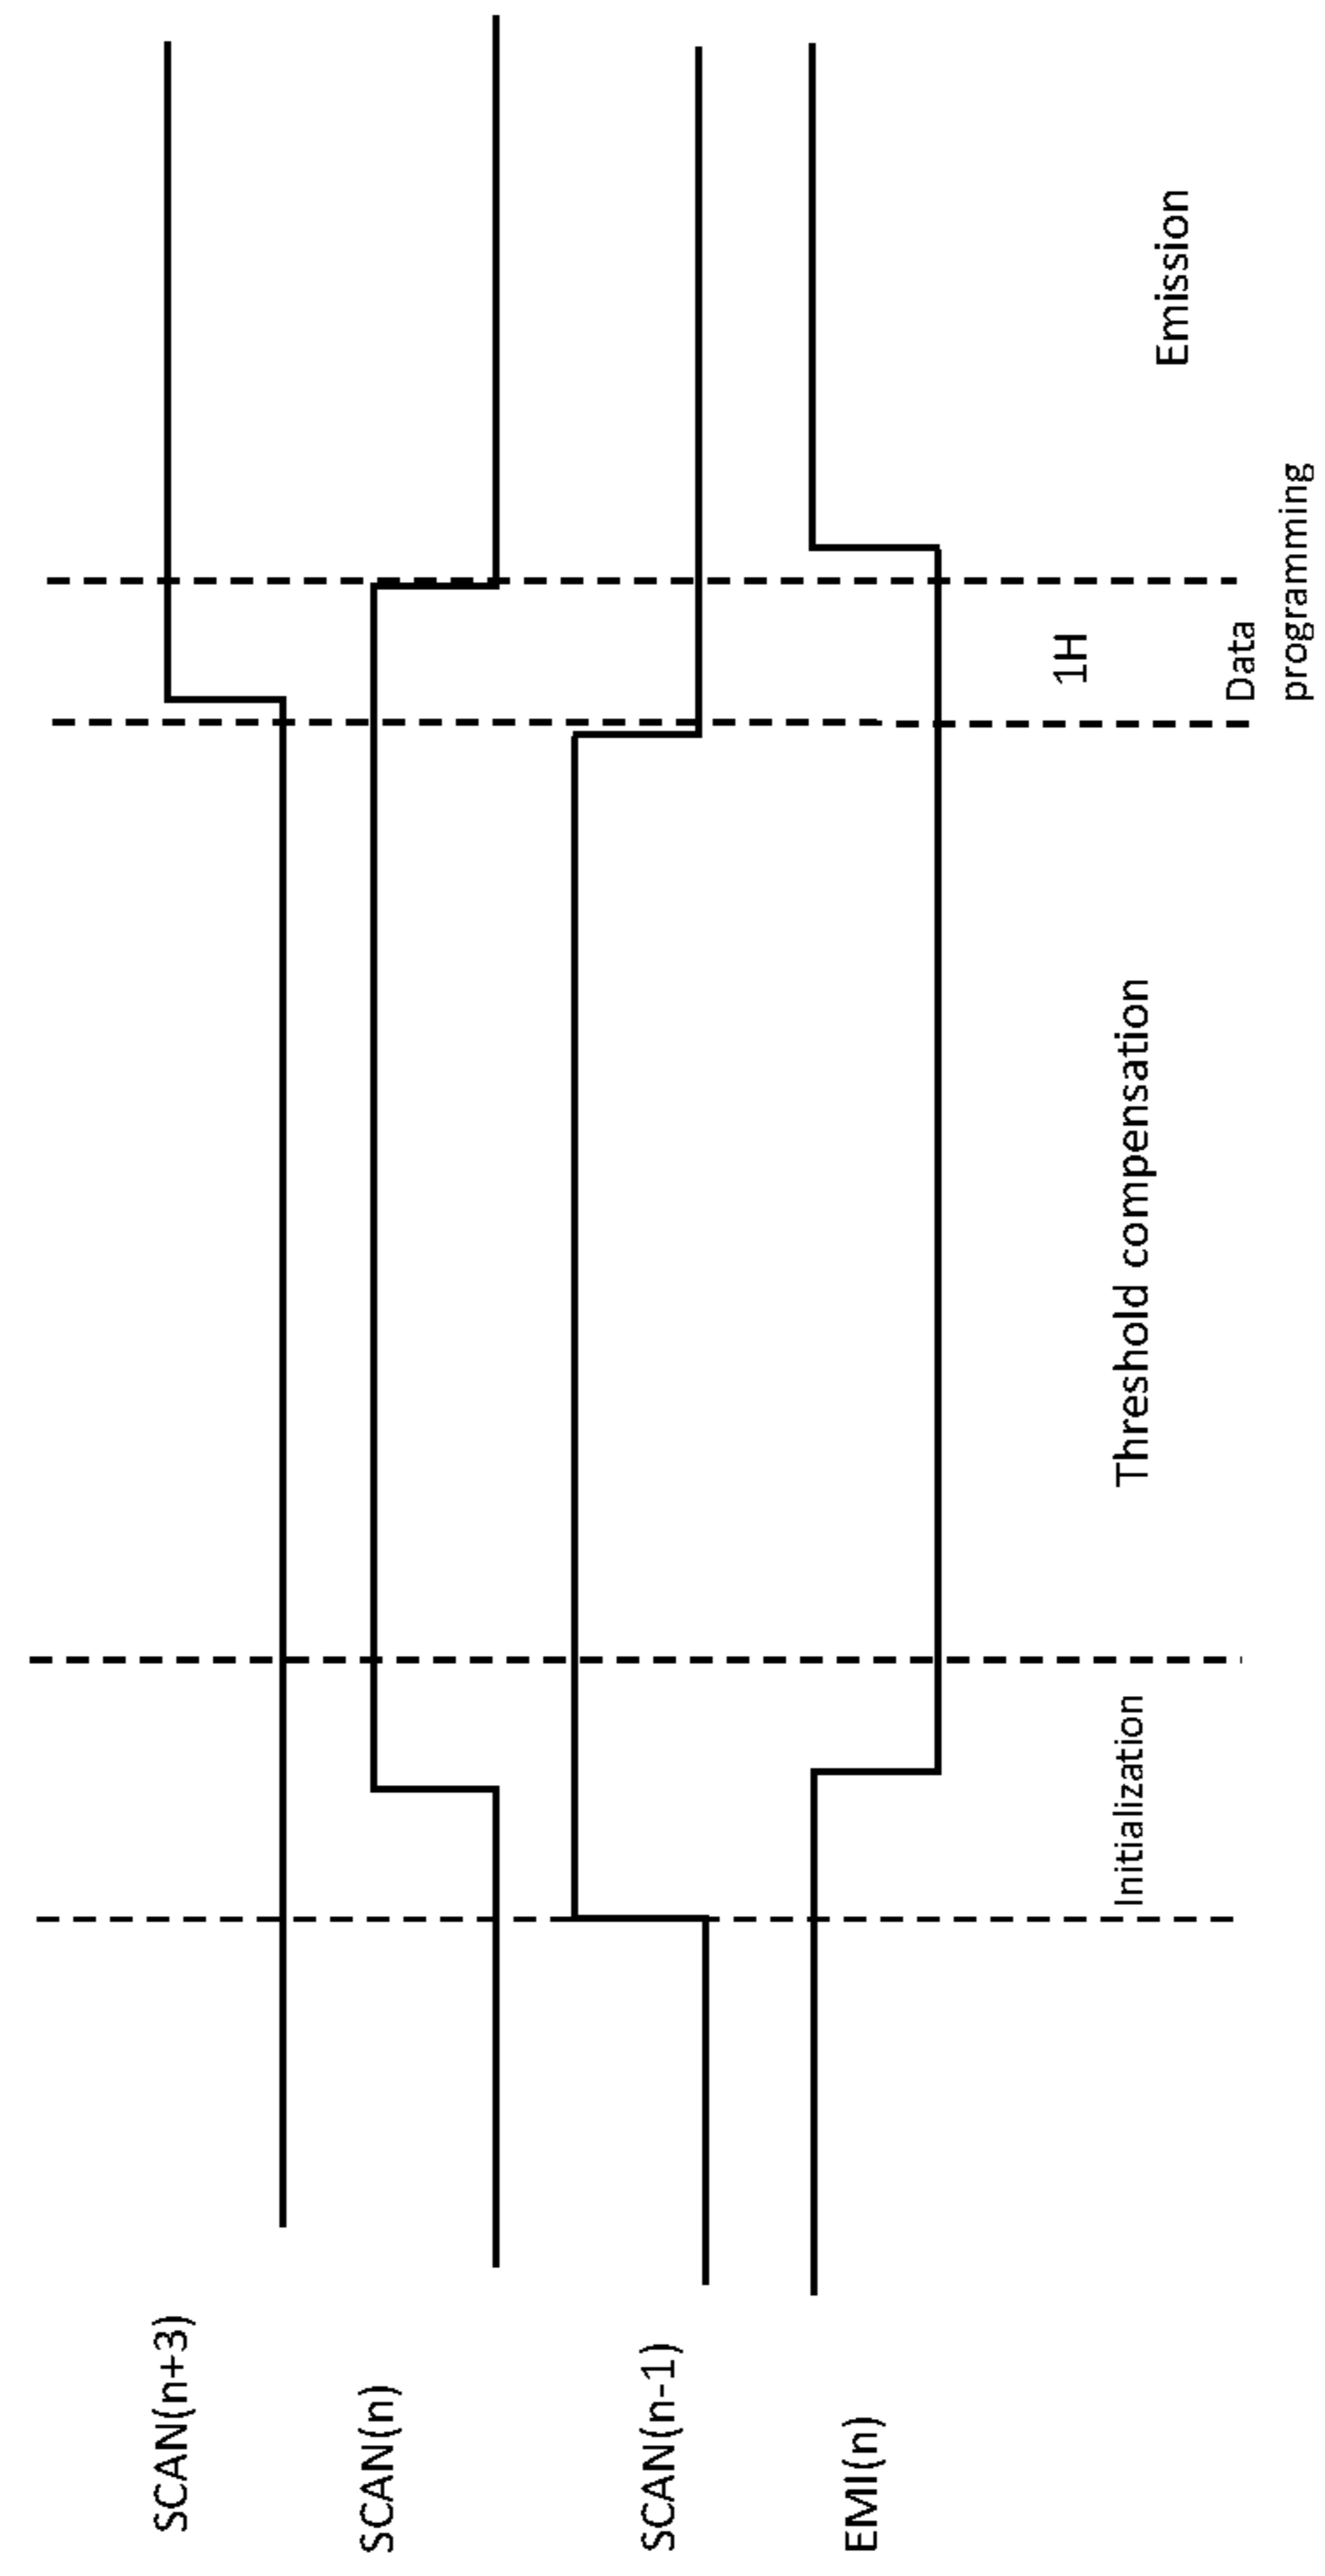 SCAN(n+3)
SCAN(n)
SCAN(n-1)
EMI(n)
Initialization
Threshold compensation
1H
Data
programming
Emission